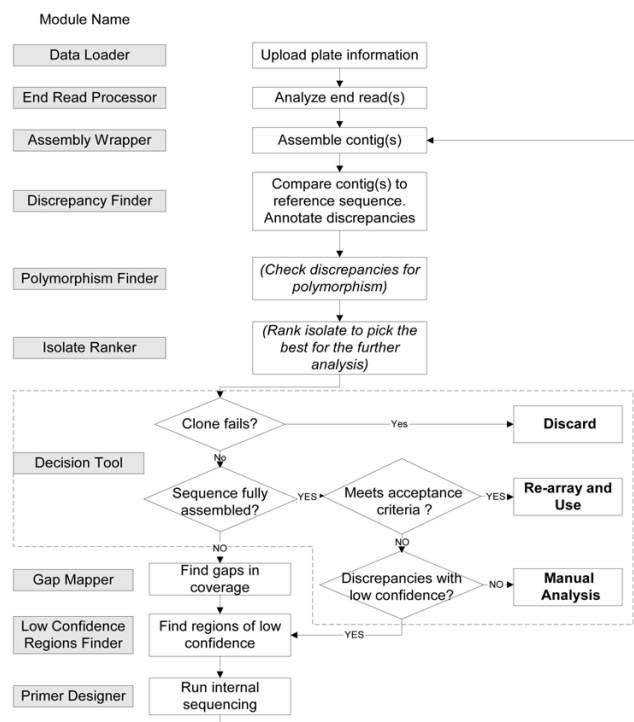 Module Name
Data Loader
Upload plate information
End Read Processor
Analyze end read(s)
Assembly Wrapper
Assemble contig(s)
Discrepancy Finder
Compare contig(s) to
reference sequence.
Annotate discrepancies
Polymorphism Finder
(Check discrepancies for
polymorphism)
Isolate Ranker
(Rank isolate to pick the
best for the further
analysis)
Clone fails?
Yes
Discard
No
Decision Tool
Sequence fully
assembled?
YES
Meets acceptance
criteria ?
YES
Re-array and
Use
NO
NO
Gap Mapper
Find gaps in
coverage
Discrepancies with
low confidence?
NO
Manual
Analysis
Low Confidence
Regions Finder
Find regions of low
confidence
YES
Primer Designer
Run internal
sequencing